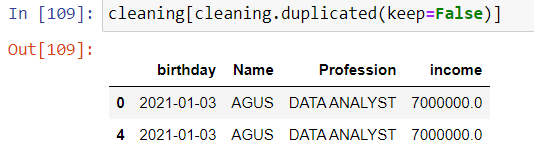 In [109]: cleaning[cleaning.duplicated(keep=False)]
Out[109]:
birthday Name Profession income
0 2021-01-03 AGUS DATA ANALYST 7000000.0
4 2021-01-03 AGUS DATA ANALYST 7000000.0